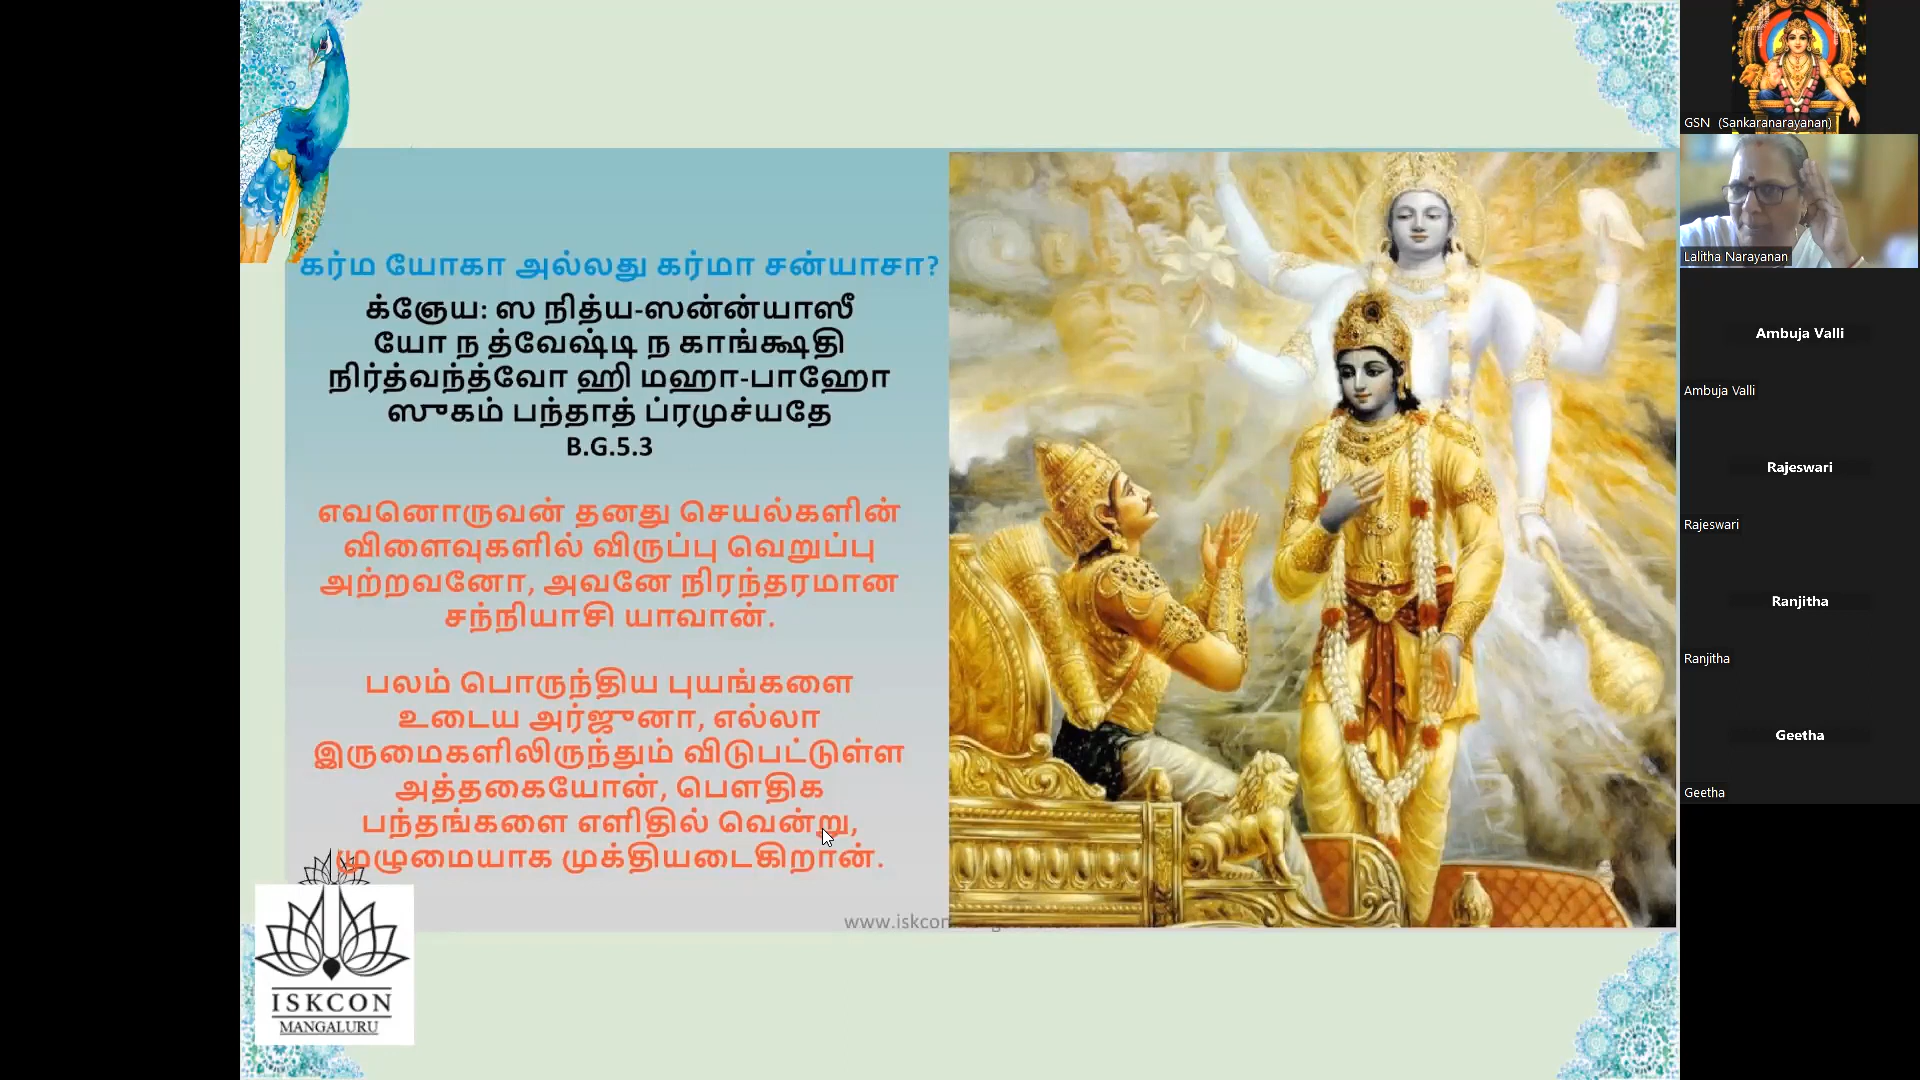 கர்ம யோகா அல்லது கர்மா சன்யாசா?
க்ஞேய: ஸ நித்ய-ஸன்ன்யாஸீ
யோ ந த்வேஷ்டி ந காங்க்ஷதி
நிர்த்வந்த்வோ ஹி மஹா-பாஹோ
ஸுகம் பந்தாத் ப்ரமுச்யதே
B.G.5.3
எவனொருவன் தனது செயல்களின்
விளைவுகளில் விருப்பு வெறுப்பு
அற்றவனோ, அவனே நிரந்தரமான
சந்நியாசி யாவான்.
பலம் பொருந்திய புயங்களை
உடைய அர்ஜுனா, எல்லா
இருமைகளிலிருந்தும் விடுபட்டுள்ள
அத்தகையோன், பௌதிக
பந்தங்களை எளிதில் வென்று,
முழுமையாக முக்தியடைகிறான்.
ISKCON
MANGALURU
GSN (Sankaranarayanan)
Lalitha Narayanan
Ambuja Valli
Ambuja Valli
Rajeswari
Rajeswari
Ranjitha
Ranjitha
Geetha
Geetha